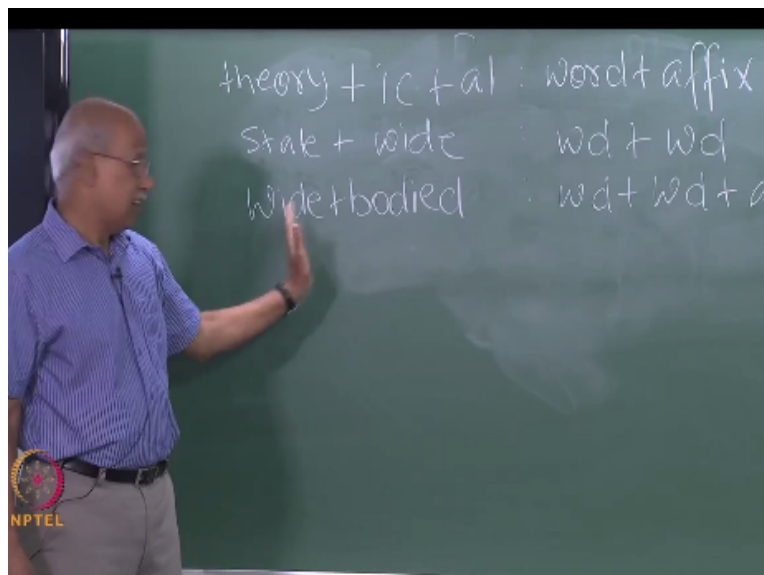 theory + ic + al : word + affix
State + wide : wd + wd
Wide + bodied : wd + wd + a
NPTEL